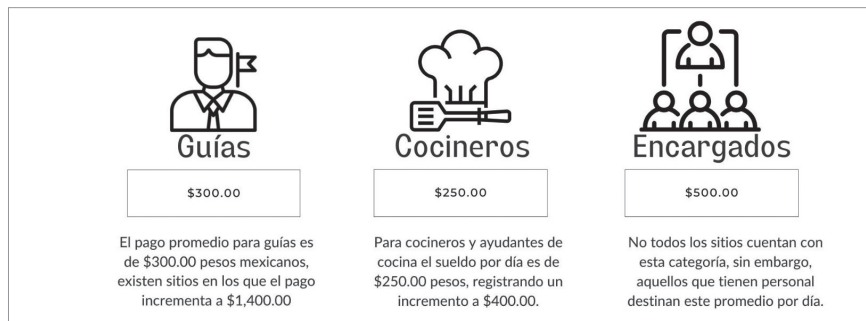 Guías
$300.00
El pago promedio para guías es
de $300.00 pesos mexicanos,
existen sitios en los que el pago
incrementa a $1,400.00
Cocineros
$250.00
Para cocineros y ayudantes de
cocina el sueldo por día es de
$250.00 pesos, registrando un
incremento a $400.00.
Encargados
$500.00
No todos los sitios cuentan con
esta categoría, sin embargo,
aquellos que tienen personal
destinan este promedio por día.